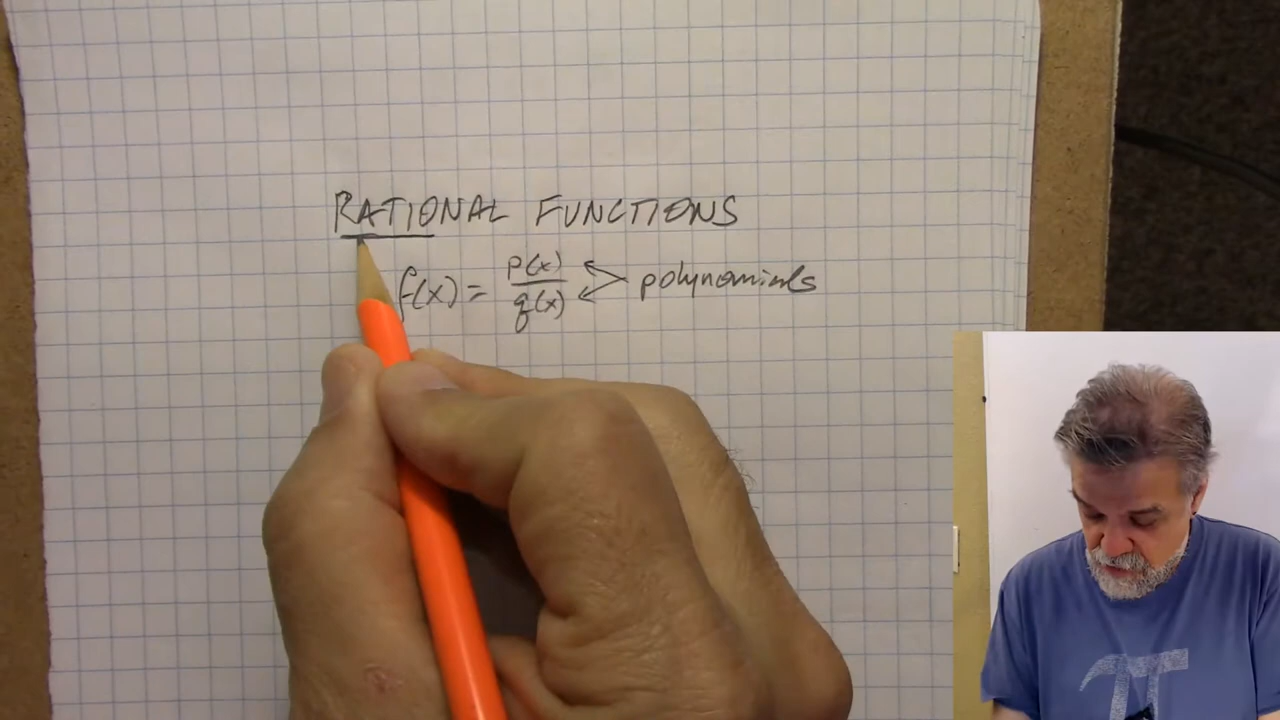 RATIONAL FUNCTIONS
f(x) = p(x)/q(x) polynomials
π